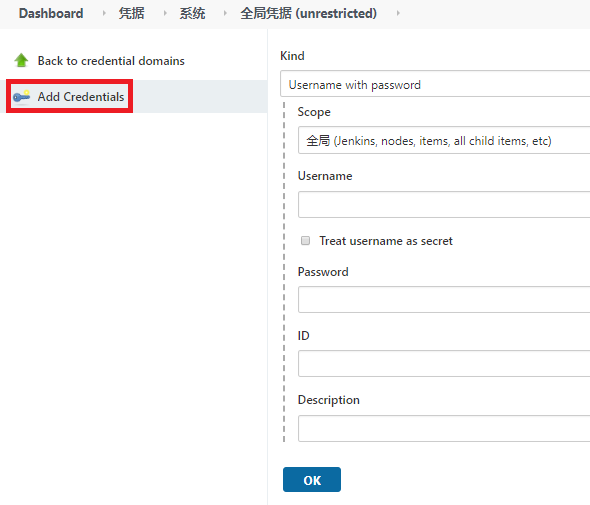 Dashboard 凭据 系统 全局凭据 (unrestricted)
Back to credential domains
Add Credentials
Kind
Username with password
Scope
全局 (Jenkins, nodes, items, all child items, etc)
Username
Treat username as secret
Password
ID
Description
OK